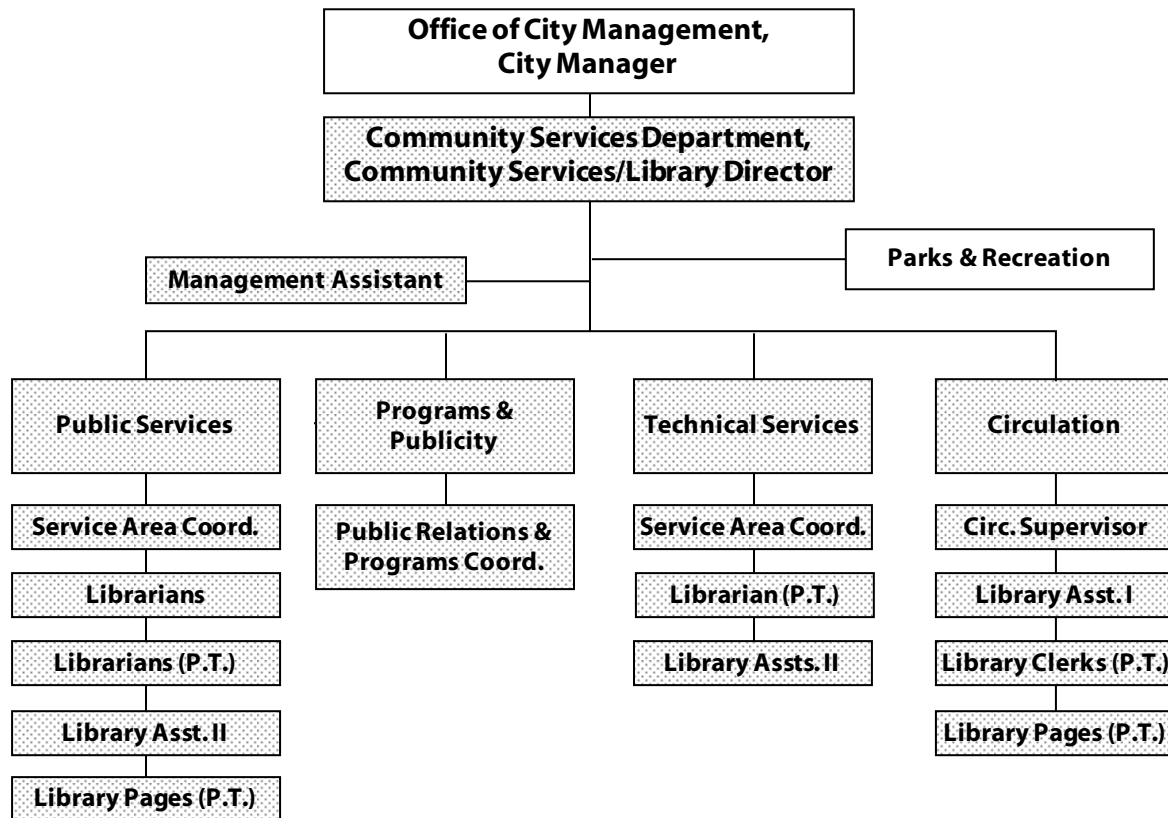 Office of City Management,
City Manager
Community Services Department,
Community Services/Library Director
Parks & Recreation
Management Assistant
Public Services
Programs &
Publicity
Technical Services
Circulation
Service Area Coord.
Public Relations &
Programs Coord.
Service Area Coord.
Circ. Supervisor
Librarians
Librarian (P.T.)
Library Asst. I
Librarians (P.T.)
Library Assts. II
Library Clerks (P.T.)
Library Asst. II
Library Pages (P.T.)
Library Pages (P.T.)